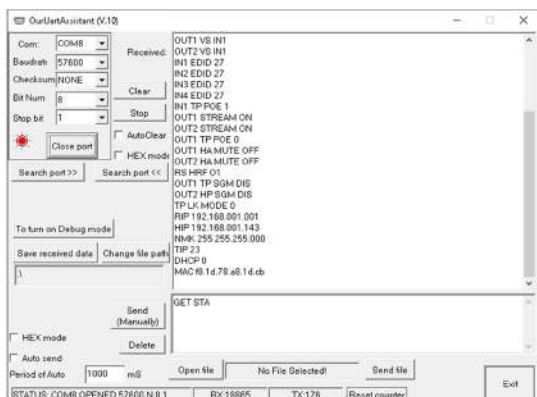 OurUartAssistant (V.10)
Com: COM8
Baudrate 57600
Checksum NONE
Bit Num 8
Stop bit 1
Close port
Search port >> Search port <<
Received:
Clear
Stop
AutoClear
HEX mode
To turn on Debug mode
Save received data Change file path
.\
OUT1 VS IN1
OUT2 VS IN1
IN1 EDID 27
IN2 EDID 27
IN3 EDID 27
IN4 EDID 27
IN1 TP POE 1
OUT1 STREAM ON
OUT2 STREAM ON
OUT1 TP POE 0
OUT1 HA MUTE OFF
OUT2 HA MUTE OFF
RS HRF O1
OUT1 TP SGM DIS
OUT2 HP SGM DIS
TP LK MODE 0
RIP 192.168.001.001
HIP 192.168.001.143
NMK 255.255.255.000
TIP 23
DHCP 0
MAC f8.1d.78.a8.1d.cb
Send
(Manually)
GET STA
HEX mode
Delete
Auto send
Period of Auto 1000 mS
Open file No File Selected! Send file
Exit
STATUS: COM8 OPENED 57600 N 8 1 RX:18885 TX:176 Reset counter